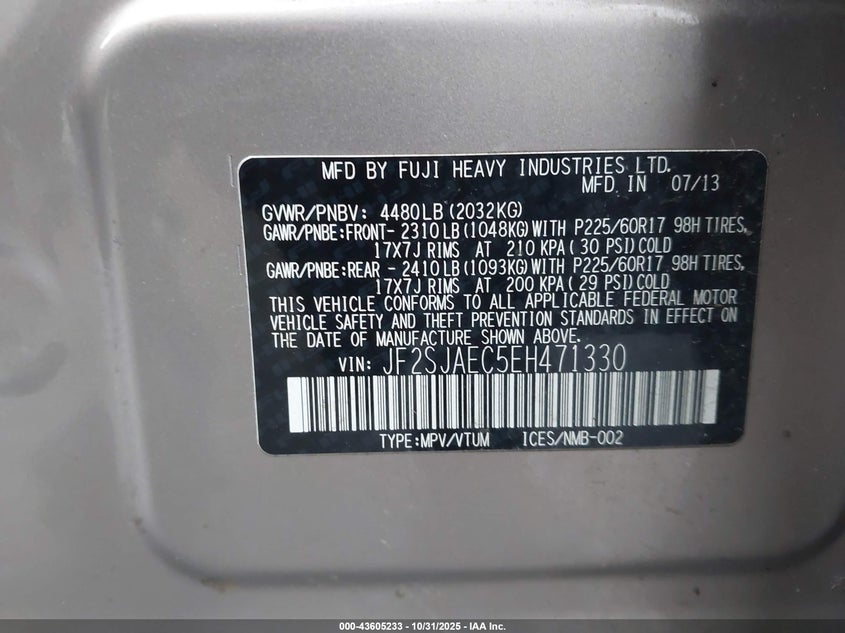 MFD BY FUJI HEAVY INDUSTRIES LTD.
MFD IN 07/13
GVWR/PNBV: 4480LB(2032KG)
GAWR/PNBE:FRONT- 2310LB(1048KG)WITH P225/60R17 98H TIRES,
17X7J RIMS AT 210 KPA( 30 PSI)COLD
GAWR/PNBE:REAR - 2410LB(1093KG)WITH P225/60R17 98H TIRES,
17X7J RIMS AT 200 KPA( 29 PSI)COLD
THIS VEHICLE CONFORMS TO ALL APPLICABLE FEDERAL MOTOR
VEHICLE SAFETY AND THEFT PREVENTION STANDARDS IN EFFECT ON
THE DATE OF MANUFACTURE SHOWN ABOVE.
VIN: JF2SJAEC5EH471330
TYPE:MPV/VTUM ICES/NMB-002
000-43605233 - 10/31/2025 - IAA Inc.